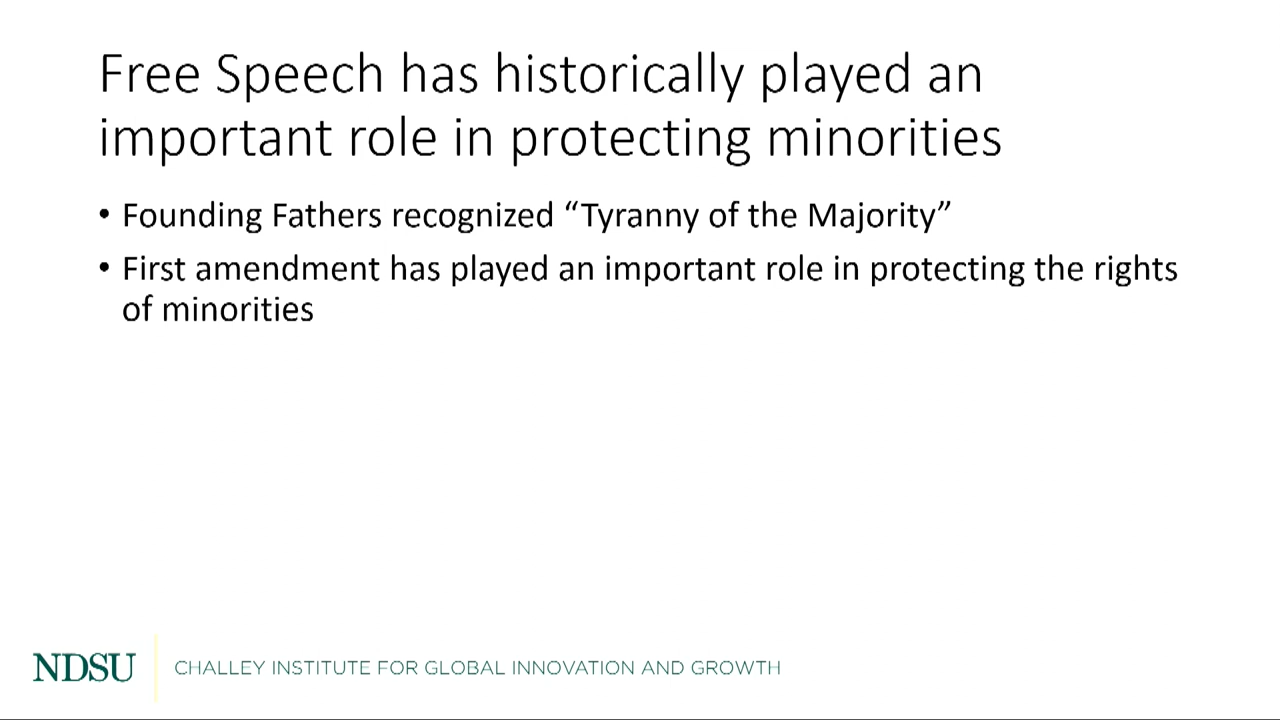 Free Speech has historically played an
important role in protecting minorities
• Founding Fathers recognized “Tyranny of the Majority”
• First amendment has played an important role in protecting the rights
of minorities
NDSU
CHALLEY INSTITUTE FOR GLOBAL INNOVATION AND GROWTH